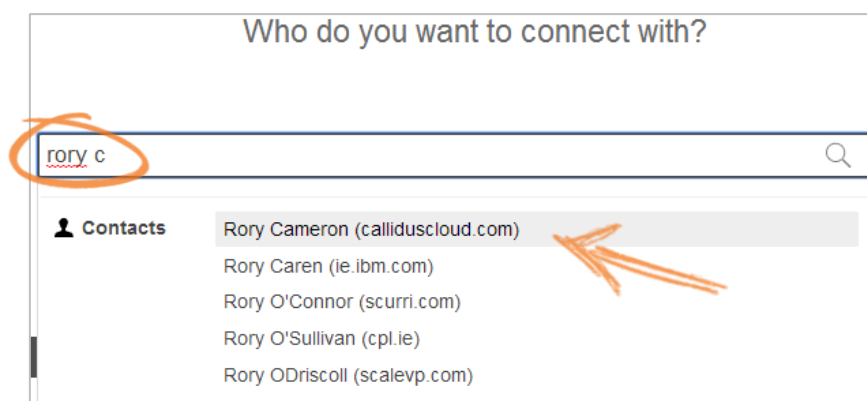 Who do you want to connect with?
rory c
Contacts
Rory Cameron (calliduscloud.com)
Rory Caren (ie.ibm.com)
Rory O'Connor (scurri.com)
Rory O'Sullivan (cpl.ie)
Rory ODriscoll (scalevp.com)